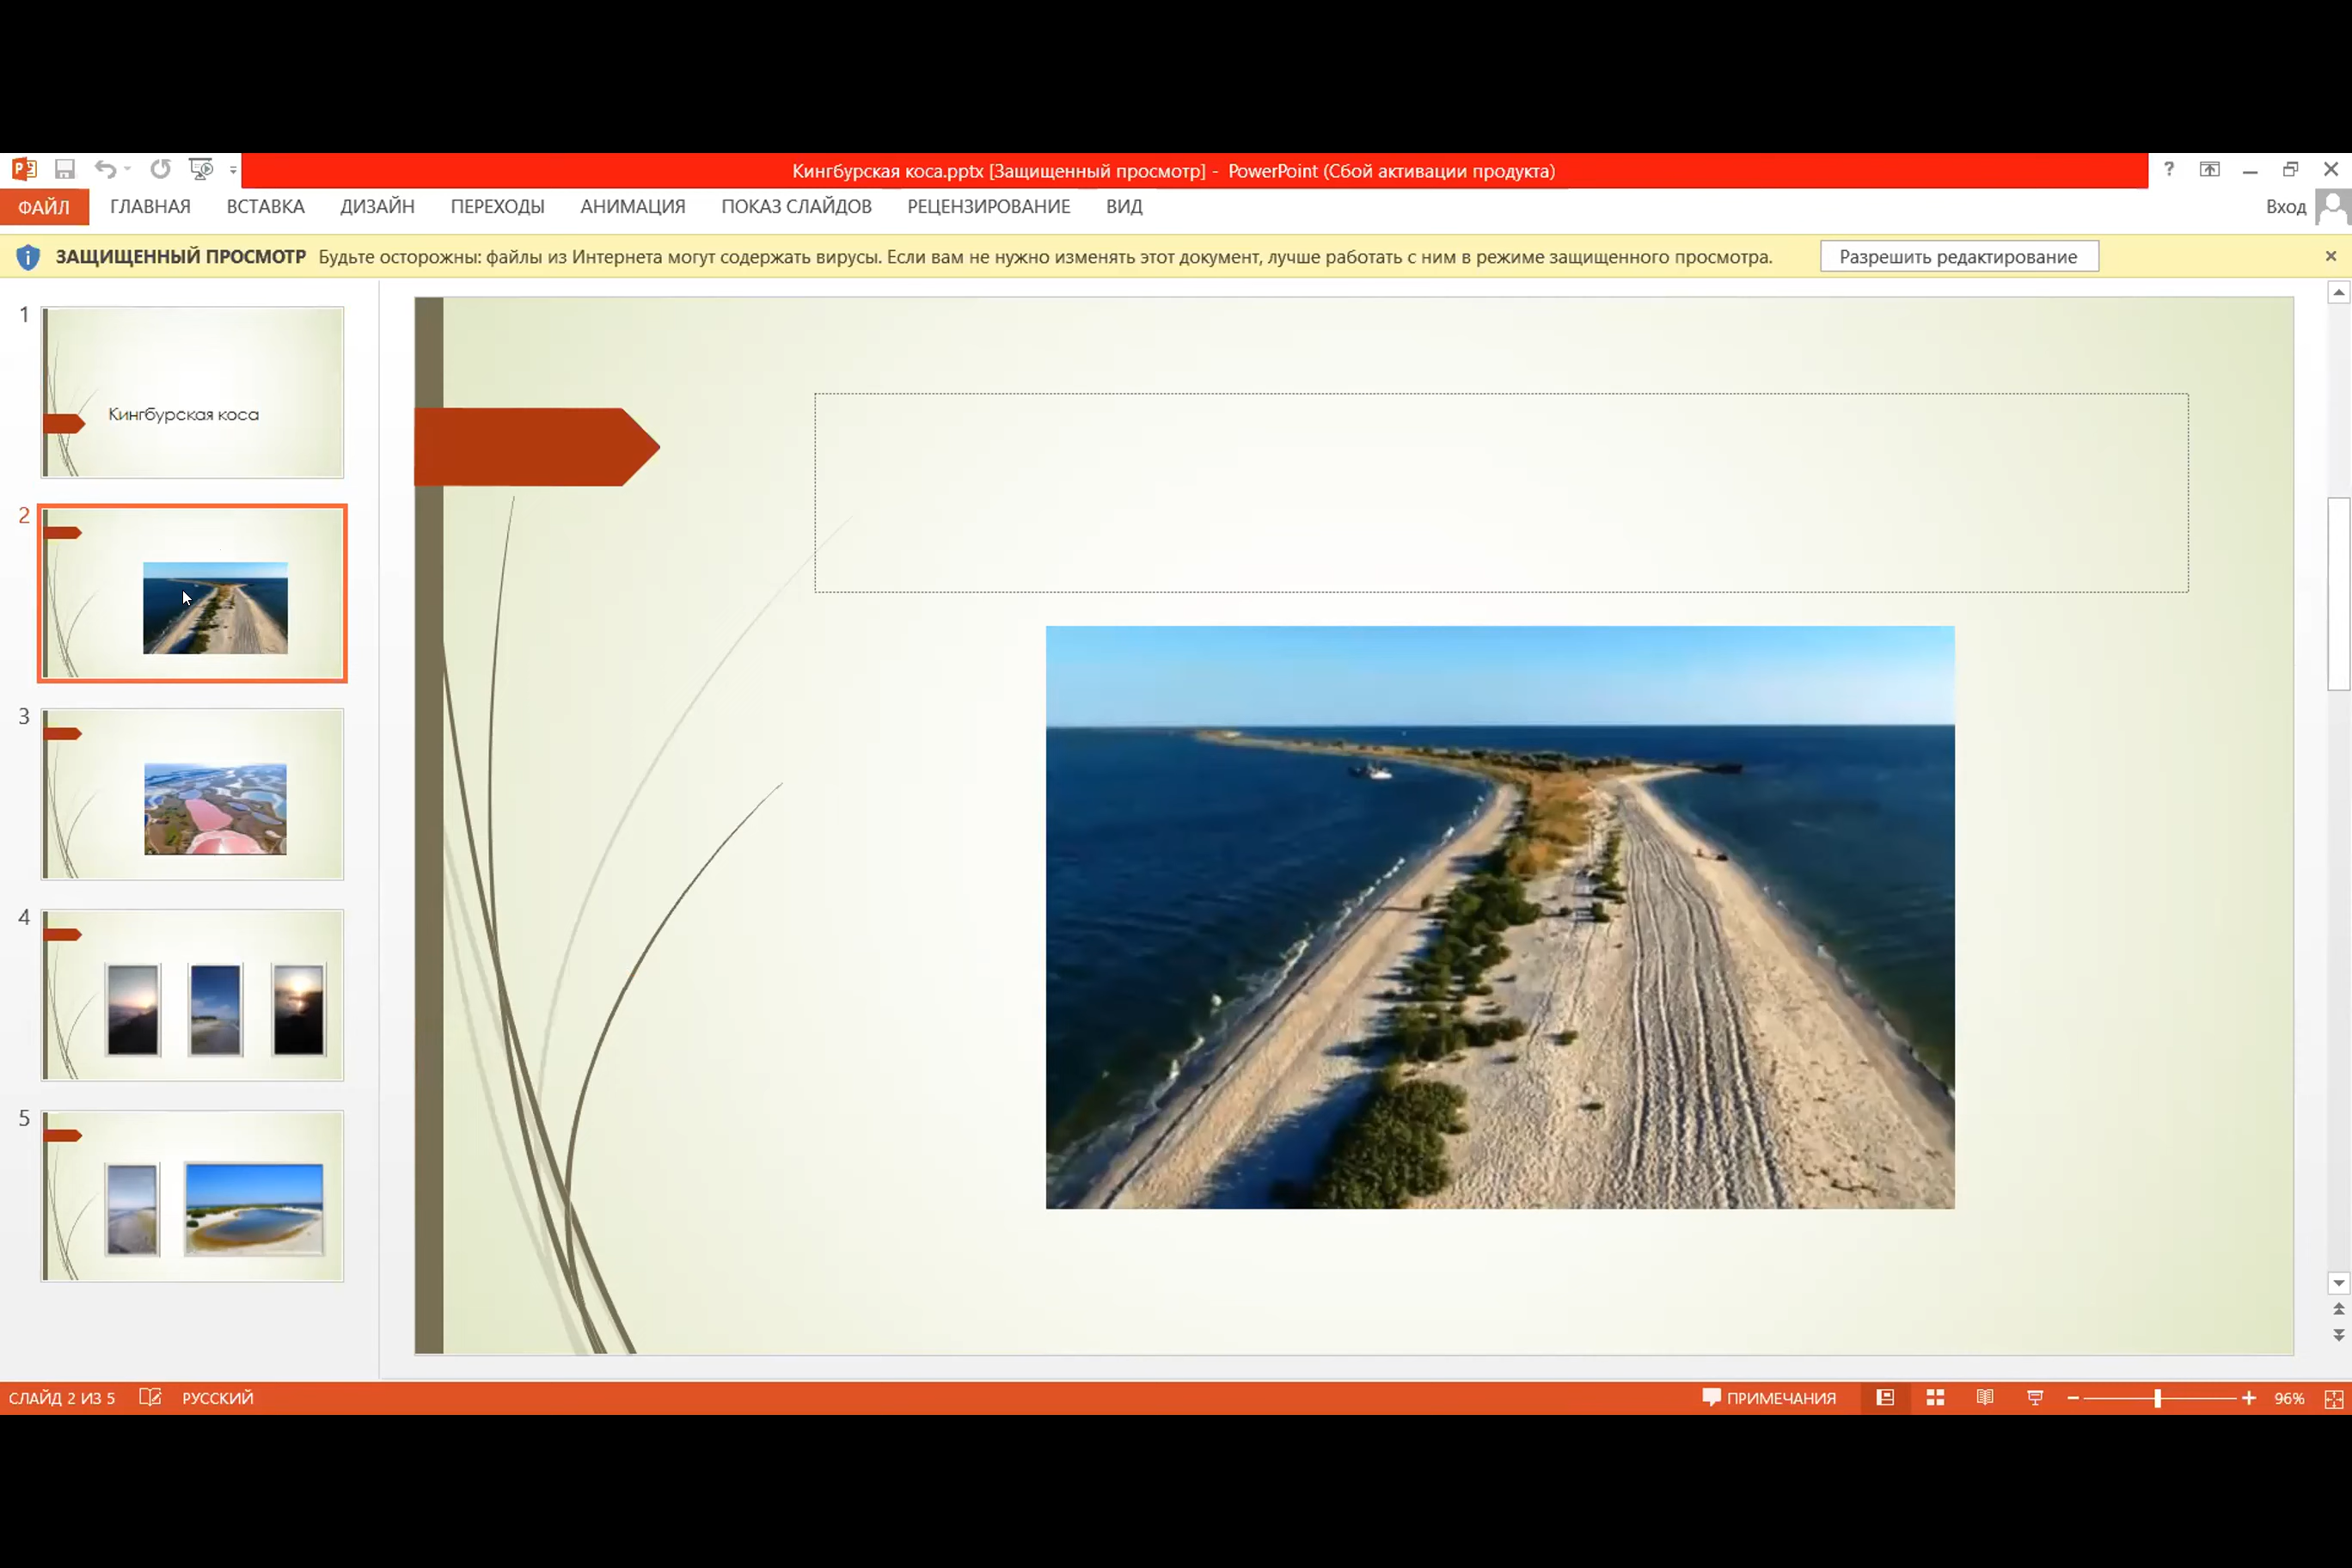 Кингбурская коса.pptx [Защищенный просмотр] - PowerPoint (Сбой активации продукта)
ФАЙЛ ГЛАВНАЯ ВСТАВКА ДИЗАЙН ПЕРЕХОДЫ АНИМАЦИЯ ПОКАЗ СЛАЙДОВ РЕЦЕНЗИРОВАНИЕ ВИД Вход
ЗАЩИЩЕННЫЙ ПРОСМОТР Будьте осторожны: файлы из Интернета могут содержать вирусы. Если вам не нужно изменять этот документ, лучше работать с ним в режиме защищенного просмотра. Разрешить редактирование
1
Кингбурская коса
2
3
4
5
СЛАЙД 2 ИЗ 5 РУССКИЙ ПРИМЕЧАНИЯ 96%